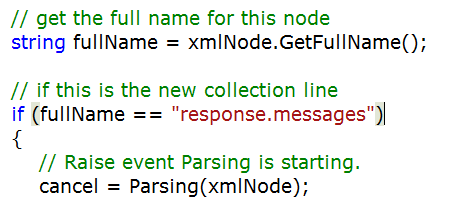 // get the full name for this node
string fullName = xmlNode.GetFullName();
// if this is the new collection line
if (fullName == "response.messages")
{
// Raise event Parsing is starting.
cancel = Parsing(xmlNode);